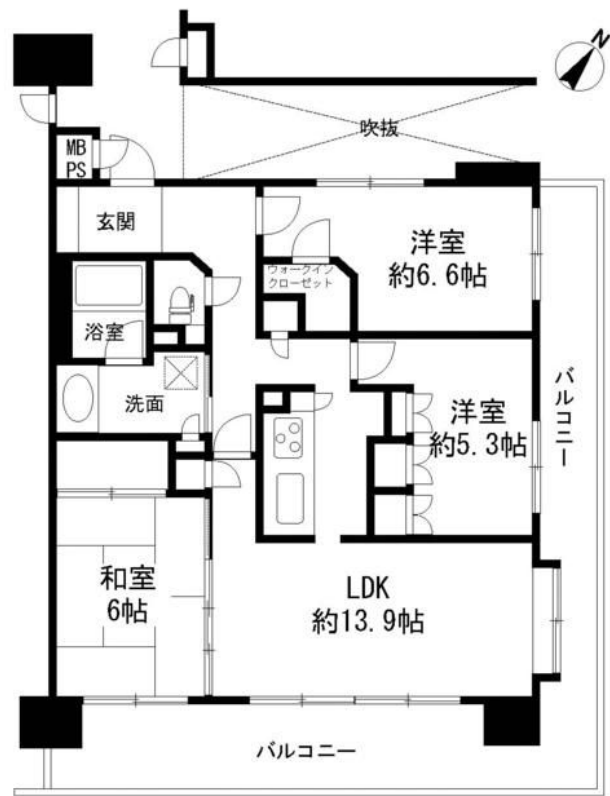 N
吹抜
MB
PS
玄関
洋室
約6.6帖
ウォークイン
クローゼット
浴室
洗面
洋室
約5.3帖
バルコニー
和室
6帖
LDK
約13.9帖
バルコニー